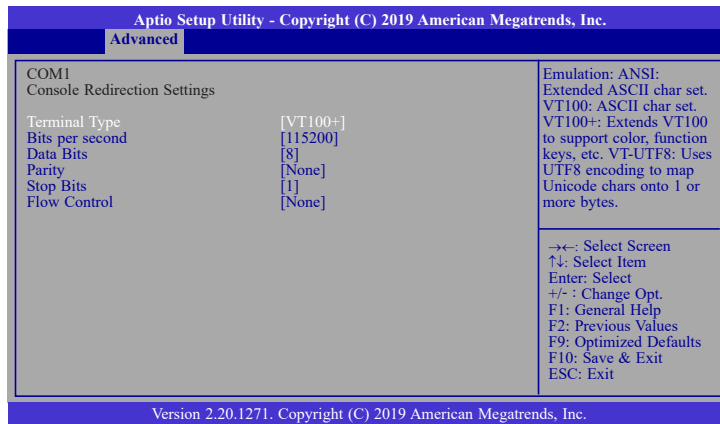 Aptio Setup Utility - Copyright (C) 2019 American Megatrends, Inc.
Advanced
COM1
Console Redirection Settings
Terminal Type [VT100+]
Bits per second [115200]
Data Bits [8]
Parity [None]
Stop Bits [1]
Flow Control [None]
Emulation: ANSI:
Extended ASCII char set.
VT100: ASCII char set.
VT100+: Extends VT100
to support color, function
keys, etc. VT-UTF8: Uses
UTF8 encoding to map
Unicode chars onto 1 or
more bytes.
→←: Select Screen
↑↓: Select Item
Enter: Select
+/- : Change Opt.
F1: General Help
F2: Previous Values
F9: Optimized Defaults
F10: Save & Exit
ESC: Exit
Version 2.20.1271. Copyright (C) 2019 American Megatrends, Inc.